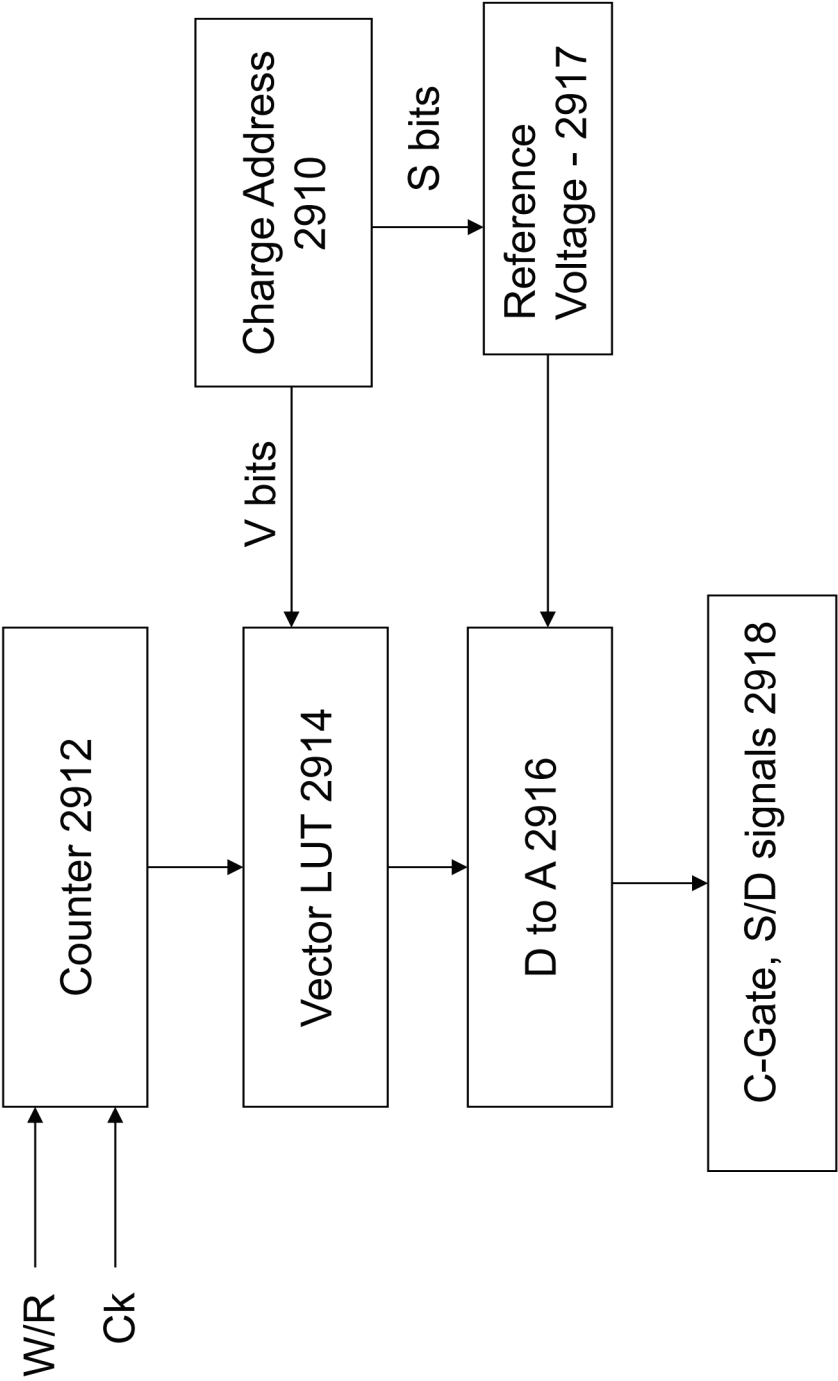 W/R
Ck
Counter 2912
Vector LUT 2914
D to A 2916
C-Gate, S/D signals 2918
V bits
Charge Address
2910
S bits
Reference
Voltage - 2917